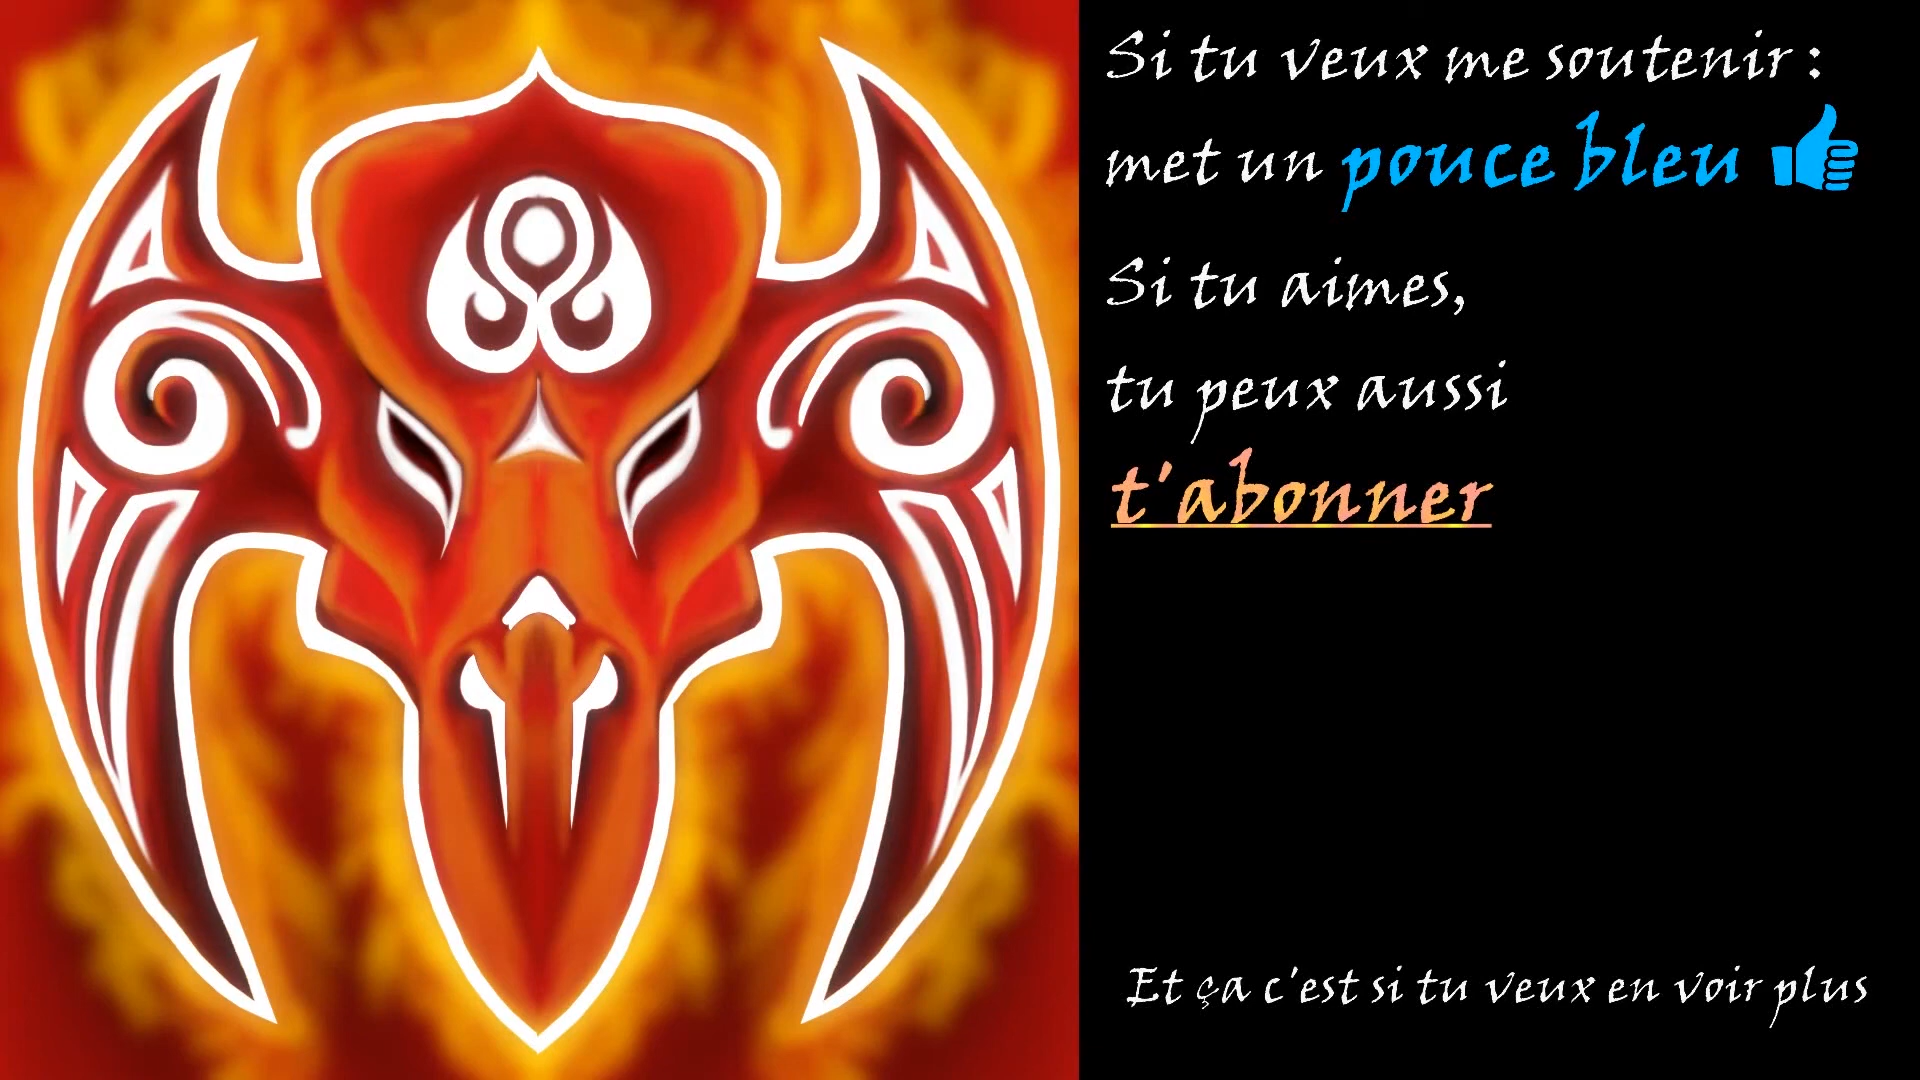 Si tu veux me soutenir :
met un pouce bleu
Si tu aimes,
tu peux aussi
t'abonner
Et ça c'est si tu veux en voir plus